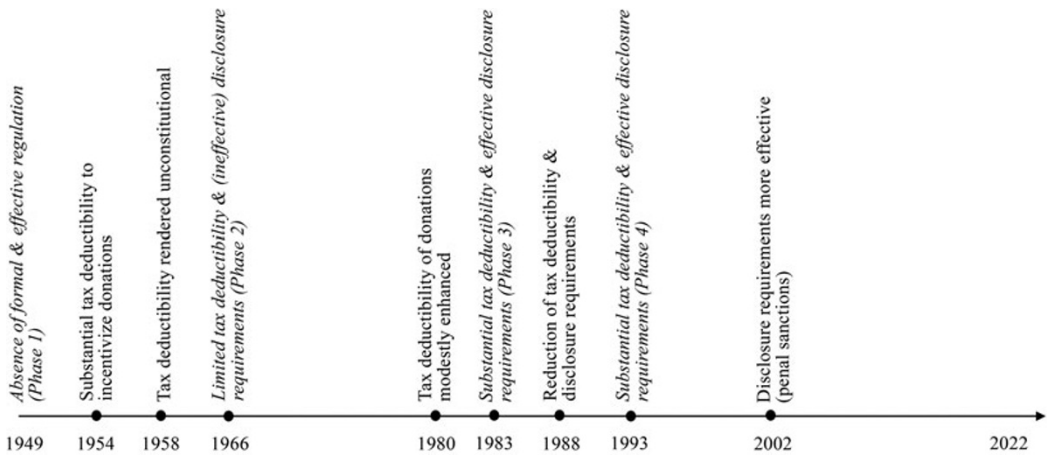 Absence of formal & effective regulation
(Phase 1)
Substantial tax deductibility to
incentivize donations
Tax deductibility rendered unconstitutional
Limited tax deductibility & (ineffective) disclosure
requirements (Phase 2)
Tax deductibility of donations
modestly enhanced
Substantial tax deductibility & effective disclosure
requirements (Phase 3)
Reduction of tax deductibility &
disclosure requirements
Substantial tax deductibility & effective disclosure
requirements (Phase 4)
Disclosure requirements more effective
(penal sanctions)
1949 1954 1958 1966 1980 1983 1988 1993 2002 2022